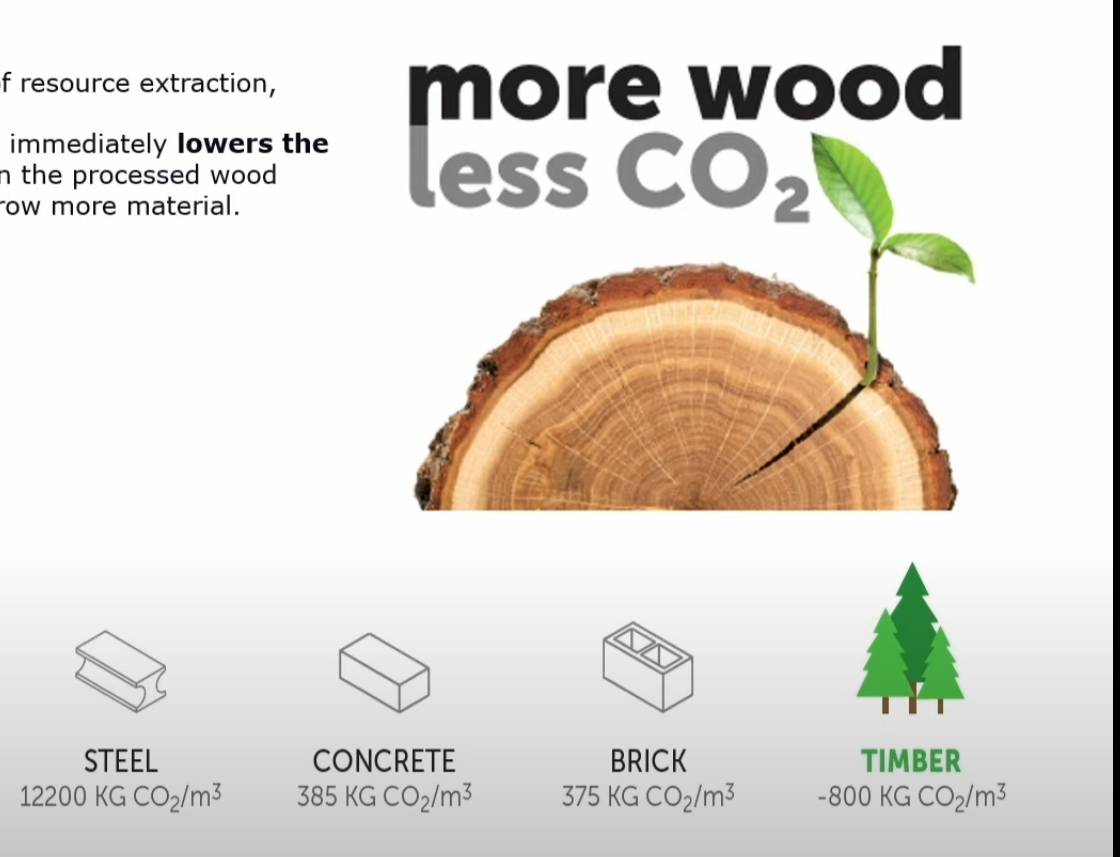 f resource extraction,
immediately lowers the
n the processed wood
row more material.
more wood
less CO₂
STEEL
12200 KG CO₂/m³
CONCRETE
385 KG CO₂/m³
BRICK
375 KG CO₂/m³
TIMBER
-800 KG CO₂/m³